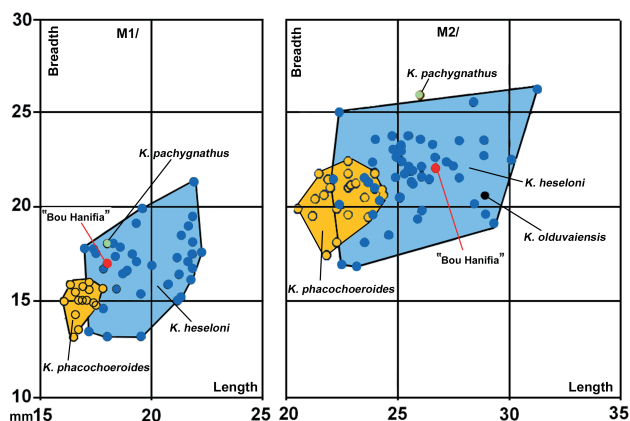 30
25
20
15
10
Breadth
M1/
K. pachygnathus
"Bou Hanifia"
K. heseloni
K. phacochoeroides
Length
mm15
20
25
Breadth
M2/
K. pachygnathus
K. heseloni
K. olduvaiensis
"Bou Hanifia"
K. phacochoeroides
Length
20
25
30
35